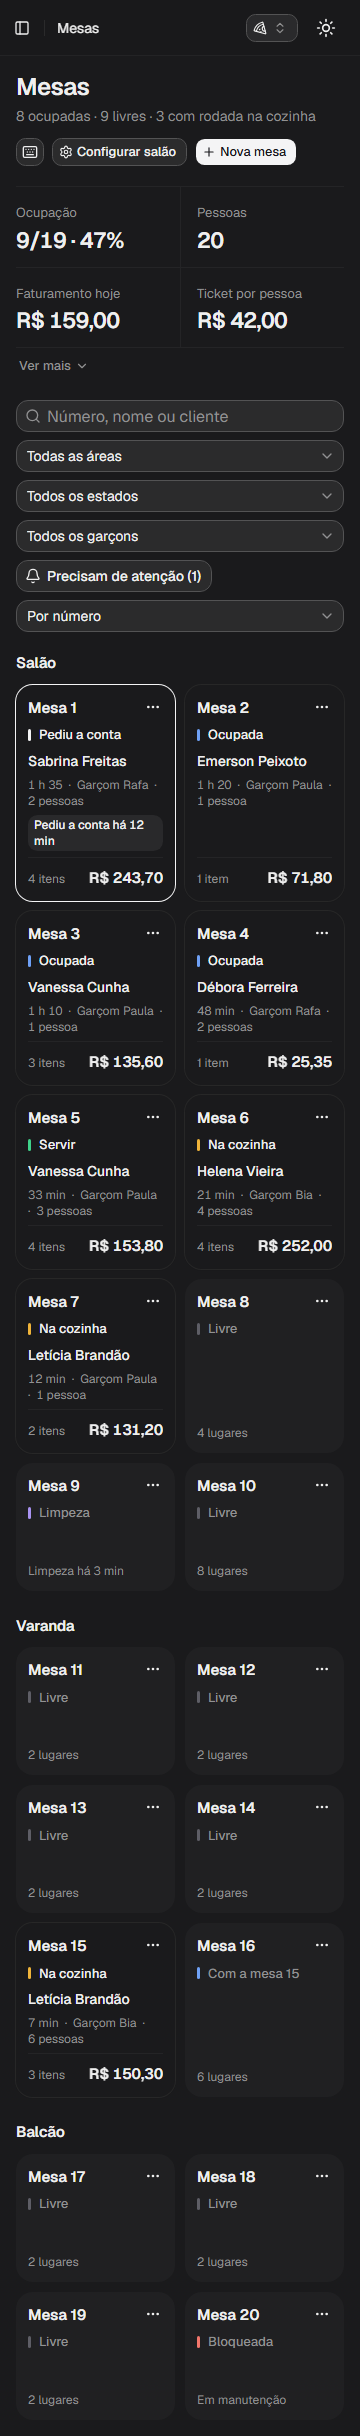 Mesas
Mesas
8 ocupadas · 9 livres · 3 com rodada na cozinha
Configurar salão
Nova mesa
Ocupação
Pessoas
9/19 · 47%
20
Faturamento hoje
Ticket por pessoa
R$ 159,00
R$ 42,00
Ver mais
Número, nome ou cliente
Todas as áreas
Todos os estados
Todos os garçons
Precisam de atenção (1)
Por número
Salão
Mesa 1
Pediu a conta
Sabrina Freitas
1 h 35 · Garçom Rafa ·
2 pessoas
Pediu a conta há 12
min
4 itens R$ 243,70
Mesa 2
Ocupada
Emerson Peixoto
1 h 20 · Garçom Paula ·
1 pessoa
1 item R$ 71,80
Mesa 3
Ocupada
Vanessa Cunha
1 h 10 · Garçom Paula ·
1 pessoa
3 itens R$ 135,60
Mesa 4
Ocupada
Débora Ferreira
48 min · Garçom Rafa ·
2 pessoas
1 item R$ 25,35
Mesa 5
Servir
Vanessa Cunha
33 min · Garçom Paula
· 3 pessoas
4 itens R$ 153,80
Mesa 6
Na cozinha
Helena Vieira
21 min · Garçom Bia ·
4 pessoas
4 itens R$ 252,00
Mesa 7
Na cozinha
Letícia Brandão
12 min · Garçom Paula
· 1 pessoa
2 itens R$ 131,20
Mesa 8
Livre
4 lugares
Mesa 9
Limpeza
Limpeza há 3 min
Mesa 10
Livre
8 lugares
Varanda
Mesa 11
Livre
2 lugares
Mesa 12
Livre
2 lugares
Mesa 13
Livre
2 lugares
Mesa 14
Livre
2 lugares
Mesa 15
Na cozinha
Letícia Brandão
7 min · Garçom Bia ·
6 pessoas
3 itens R$ 150,30
Mesa 16
Com a mesa 15
6 lugares
Balcão
Mesa 17
Livre
2 lugares
Mesa 18
Livre
2 lugares
Mesa 19
Livre
2 lugares
Mesa 20
Bloqueada
Em manutenção